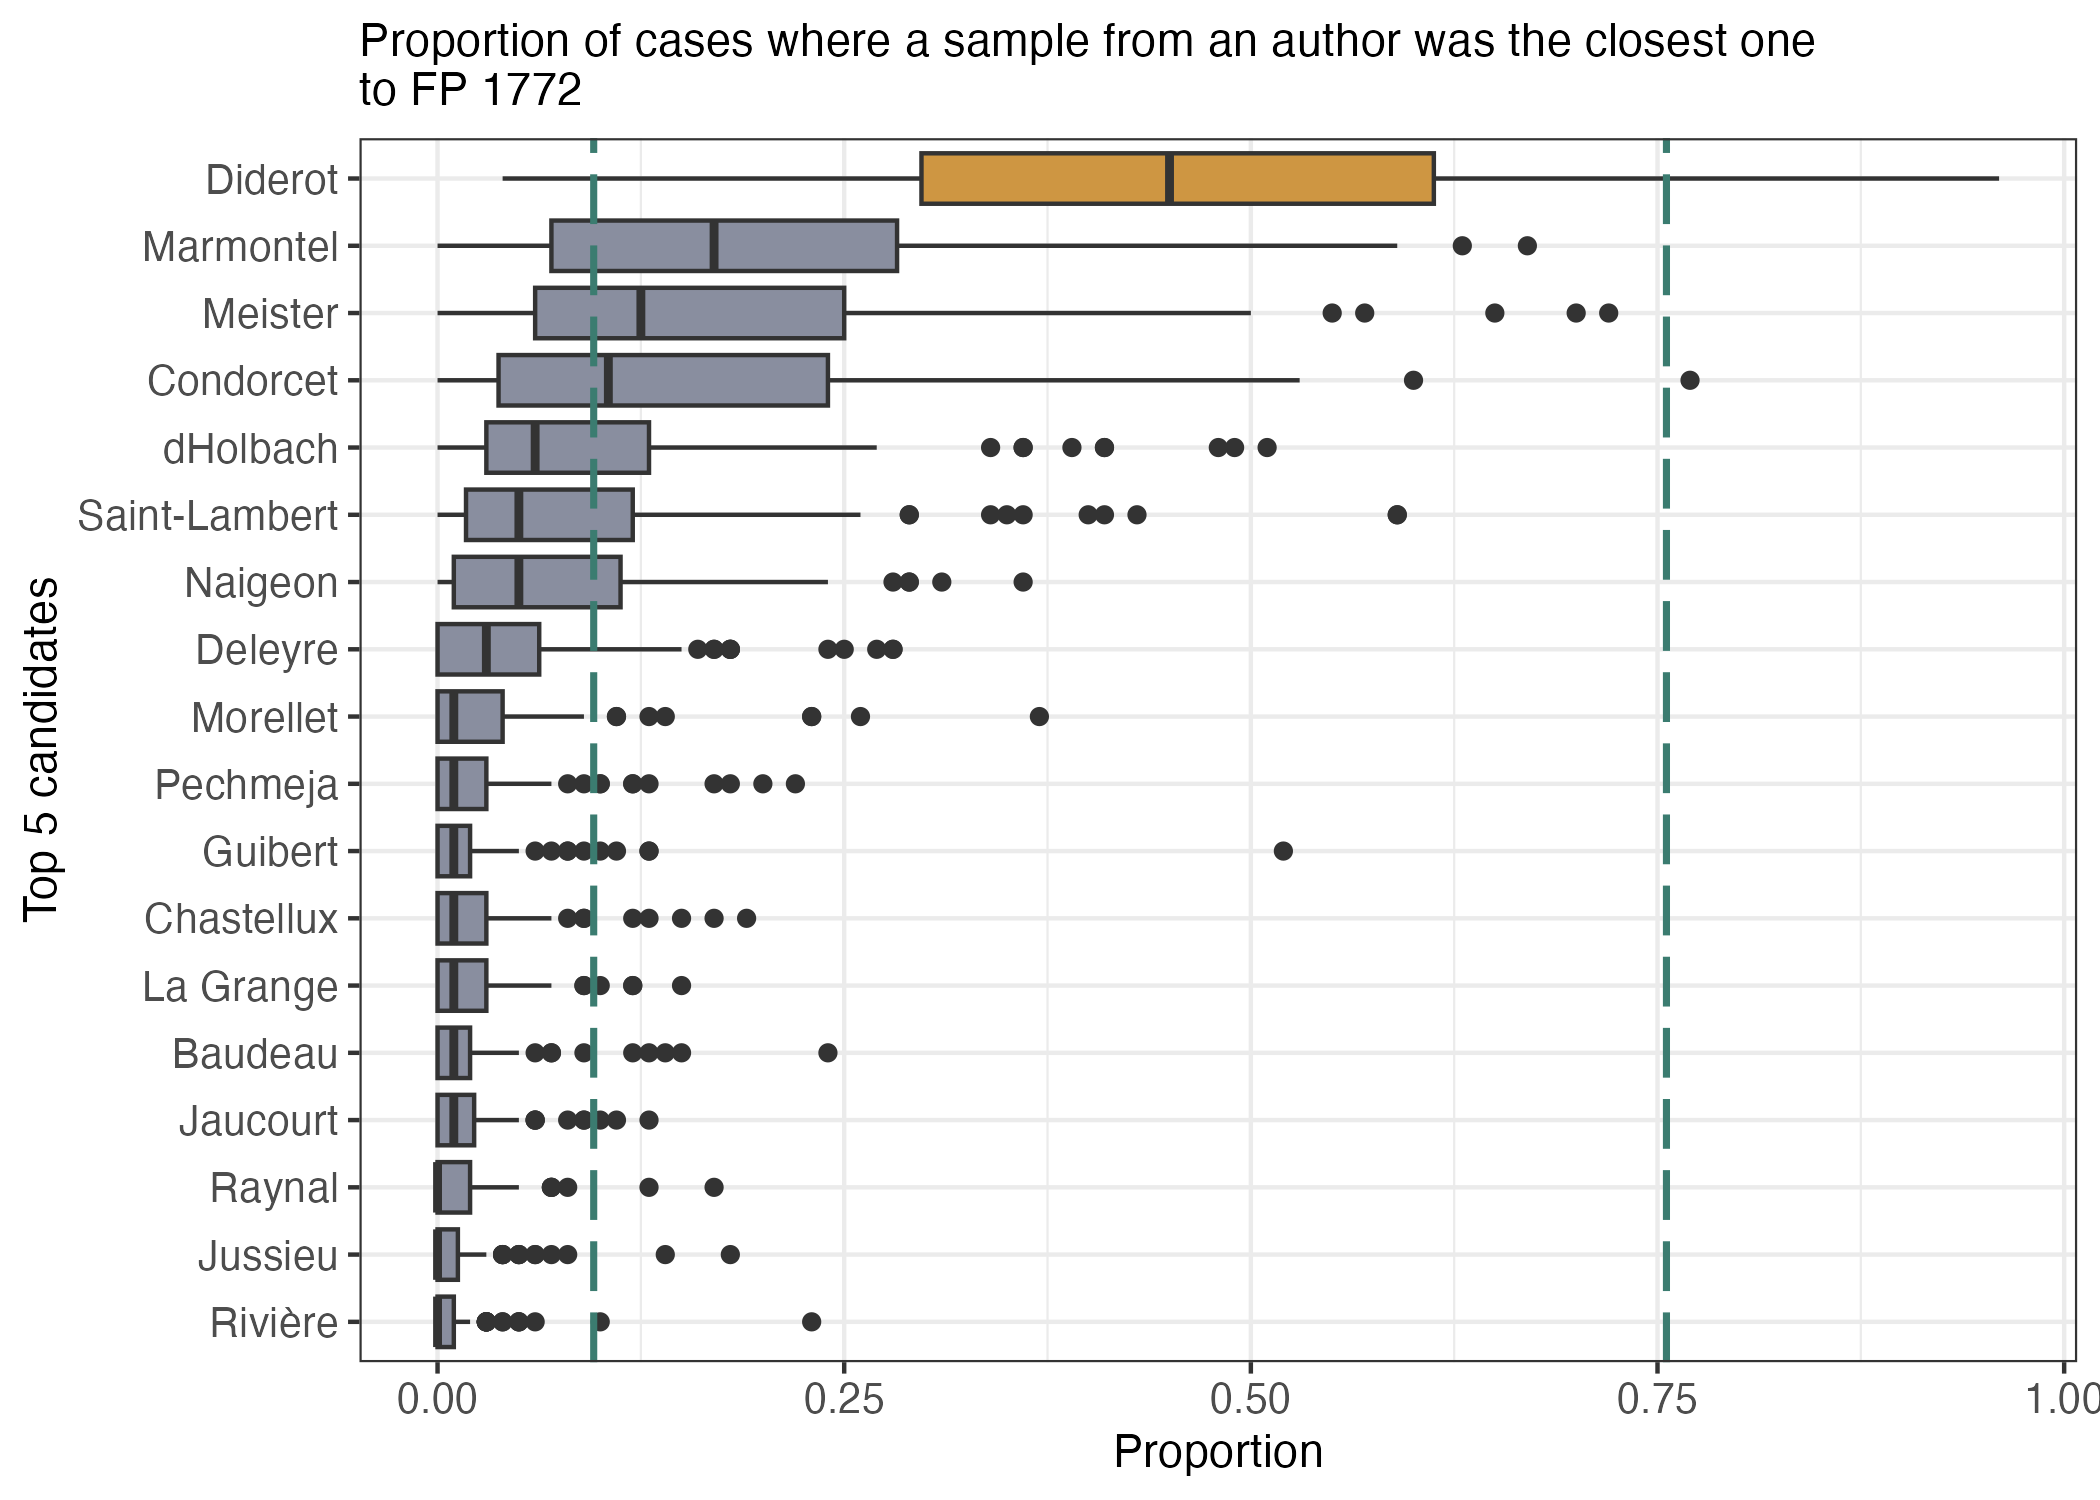 Proportion of cases where a sample from an author was the closest one
to FP 1772
Top 5 candidates
Diderot
Marmontel
Meister
Condorcet
dHolbach
Saint-Lambert
Naigeon
Deleyre
Morellet
Pechmeja
Guibert
Chastellux
La Grange
Baudeau
Jaucourt
Raynal
Jussieu
Rivière
0.00 0.25 0.50 0.75 1.00
Proportion